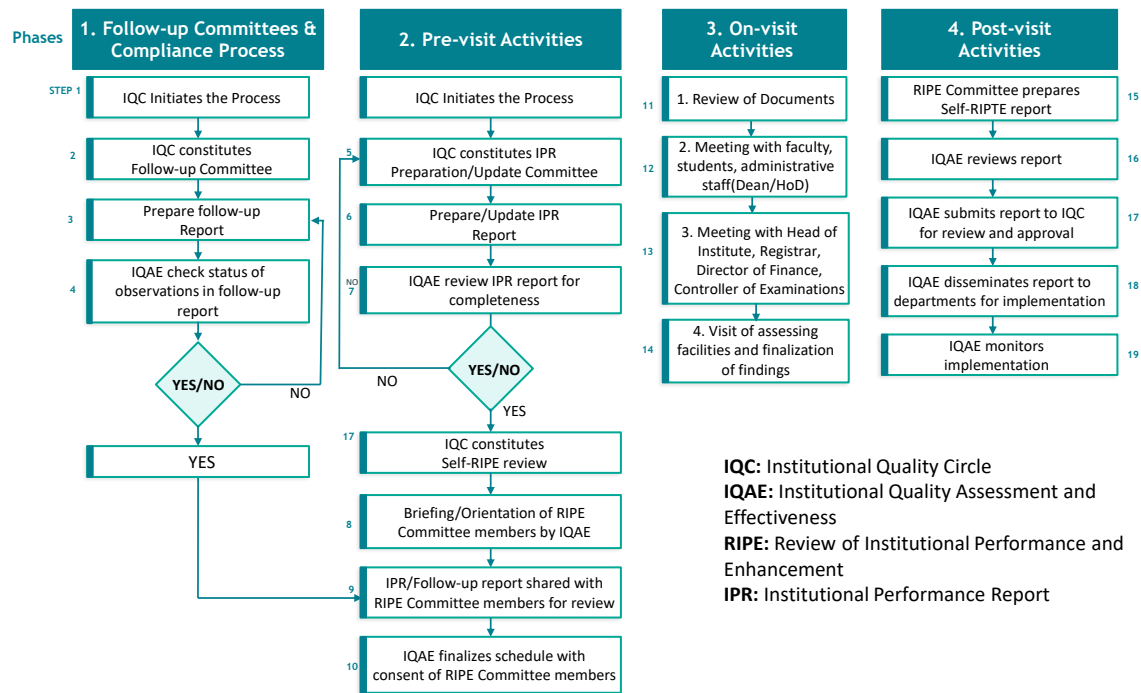 Phases
1. Follow-up Committees &
Compliance Process
STEP 1
IQC Initiates the Process
2
IQC constitutes
Follow-up Committee
3
Prepare follow-up
Report
4
IQAE check status of
observations in follow-up
report
YES/NO
NO
YES
2. Pre-visit Activities
IQC Initiates the Process
5
IQC constitutes IPR
Preparation/Update Committee
6
Prepare/Update IPR
Report
NO
7
IQAE review IPR report for
completeness
YES/NO
NO
YES
17
IQC constitutes
Self-RIPE review
8
Briefing/Orientation of RIPE
Committee members by IQAE
9
IPR/Follow-up report shared with
RIPE Committee members for review
10
IQAE finalizes schedule with
consent of RIPE Committee members
3. On-visit
Activities
11
1. Review of Documents
12
2. Meeting with faculty,
students, administrative
staff(Dean/HoD)
13
3. Meeting with Head of
Institute, Registrar,
Director of Finance,
Controller of Examinations
14
4. Visit of assessing
facilities and finalization
of findings
4. Post-visit
Activities
RIPE Committee prepares
Self-RIPTE report
15
IQAE reviews report
16
IQAE submits report to IQC
for review and approval
17
IQAE disseminates report to
departments for implementation
18
IQAE monitors
implementation
19
IQC: Institutional Quality Circle
IQAE: Institutional Quality Assessment and
Effectiveness
RIPE: Review of Institutional Performance and
Enhancement
IPR: Institutional Performance Report